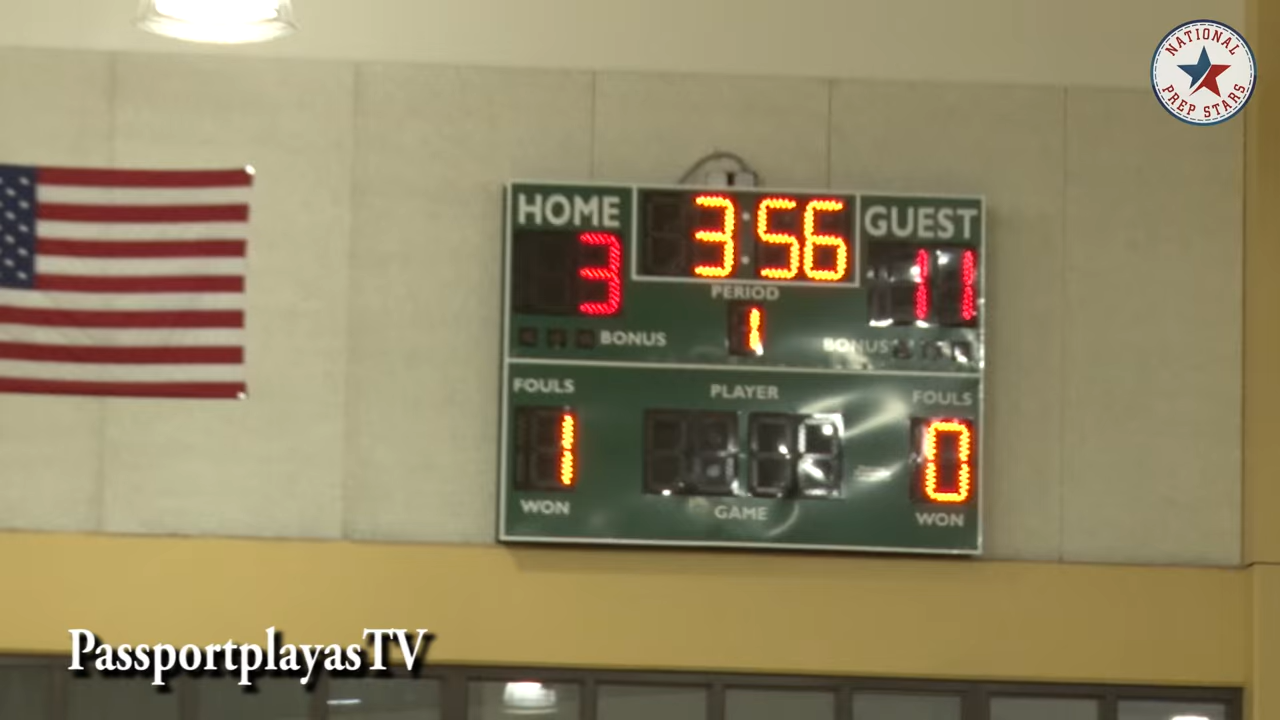 NATIONAL
PREP STARS
HOME 3:56 GUEST
3 11
PERIOD
1
BONUS BONUS
FOULS PLAYER FOULS
1 0
WON GAME WON
PassportplayasTV